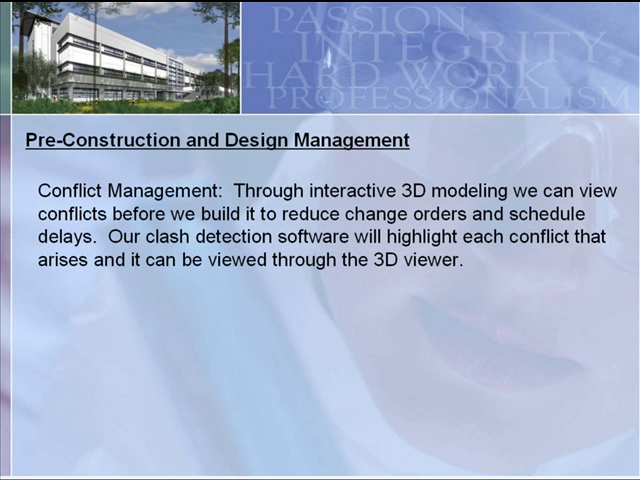 PASSION
INTEGRITY
HARD WORK
PROFESSIONALISM
Pre-Construction and Design Management
Conflict Management:  Through interactive 3D modeling we can view
conflicts before we build it to reduce change orders and schedule
delays.  Our clash detection software will highlight each conflict that
arises and it can be viewed through the 3D viewer.